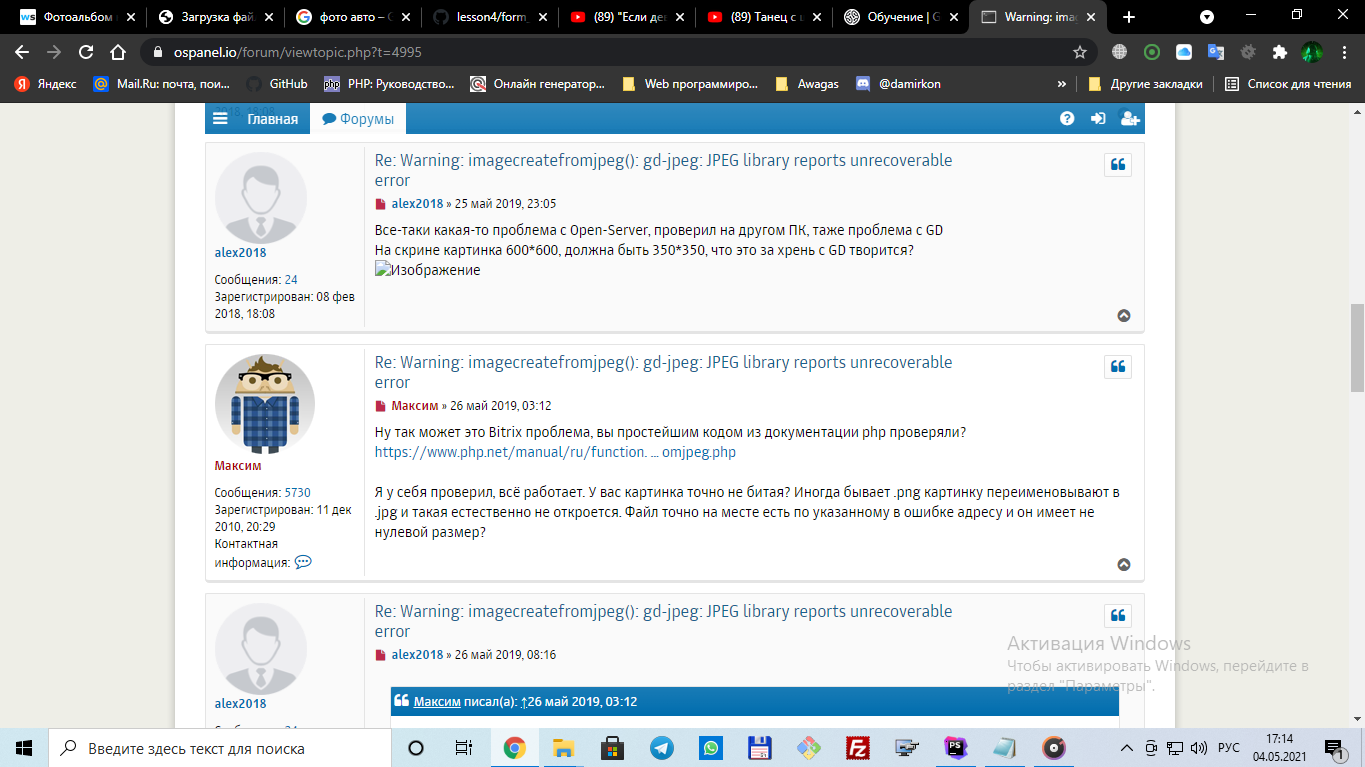 Фотоальбом
Загрузка фай
фото авто –
lesson4/form_
(89) "Если де
(89) Танец с
Обучение | G
Warning: ima
ospanel.io/forum/viewtopic.php?t=4995
Яндекс
Mail.Ru: почта, пои...
GitHub
PHP: Руководство...
Онлайн генератор...
Web программиро...
Awagas
@damirkon
»
Другие закладки
Список для чтения
2018, 18:08
Главная
Форумы
Re: Warning: imagecreatefromjpeg(): gd-jpeg: JPEG library reports unrecoverable
error
alex2018 » 25 май 2019, 23:05
Все-таки какая-то проблема с Open-Server, проверил на другом ПК, таже проблема с GD
На скрине картинка 600*600, должна быть 350*350, что это за хрень с GD творится?
Изображение
alex2018
Сообщения: 24
Зарегистрирован: 08 фев
2018, 18:08
Re: Warning: imagecreatefromjpeg(): gd-jpeg: JPEG library reports unrecoverable
error
Максим » 26 май 2019, 03:12
Ну так может это Bitrix проблема, вы простейшим кодом из документации php проверяли?
https://www.php.net/manual/ru/function. ... omjpeg.php
Я у себя проверил, всё работает. У вас картинка точно не битая? Иногда бывает .png картинку переименовывают в
.jpg и такая естественно не откроется. Файл точно на месте есть по указанному в ошибке адресу и он имеет не
нулевой размер?
Максим
Сообщения: 5730
Зарегистрирован: 11 дек
2010, 20:29
Контактная
информация:
Re: Warning: imagecreatefromjpeg(): gd-jpeg: JPEG library reports unrecoverable
error
alex2018 » 26 май 2019, 08:16
Максим писал(а): ↑26 май 2019, 03:12
alex2018
Активация Windows
Чтобы активировать Windows, перейдите в
раздел "Параметры".
Введите здесь текст для поиска
РУС
17:14
04.05.2021
1